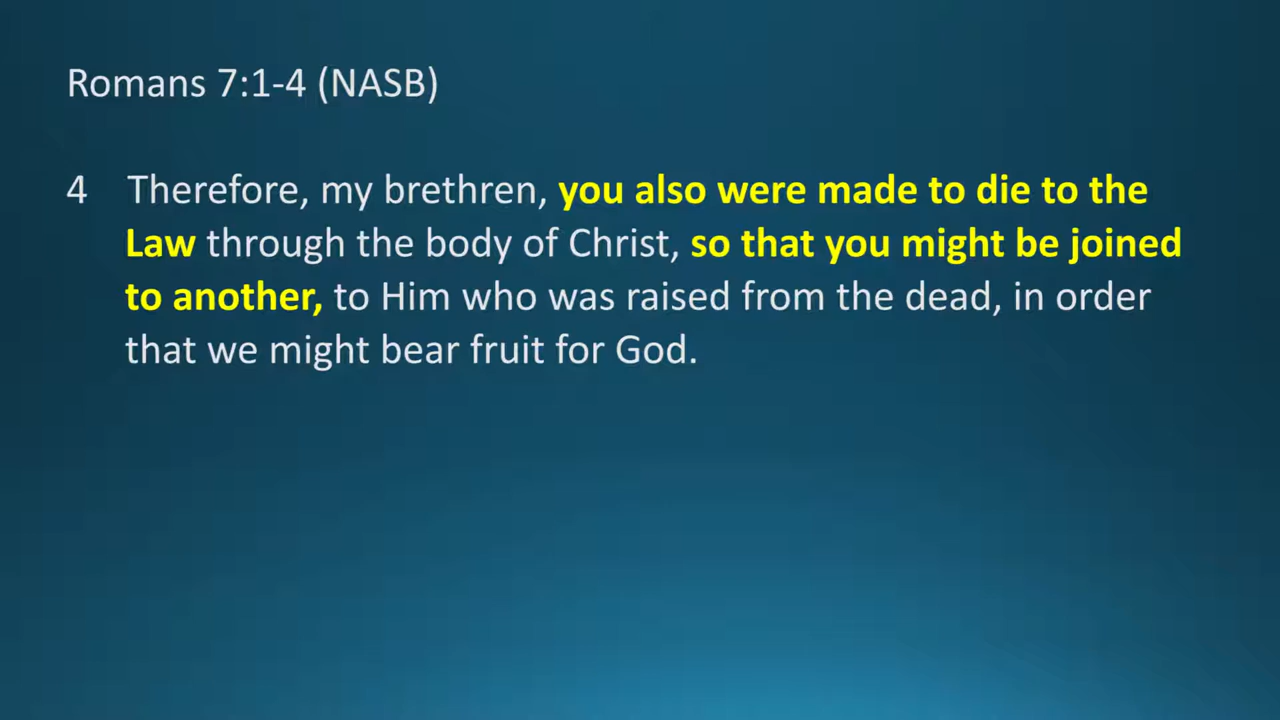 Romans 7:1-4 (NASB)
4 Therefore, my brethren, you also were made to die to the
Law through the body of Christ, so that you might be joined
to another, to Him who was raised from the dead, in order
that we might bear fruit for God.